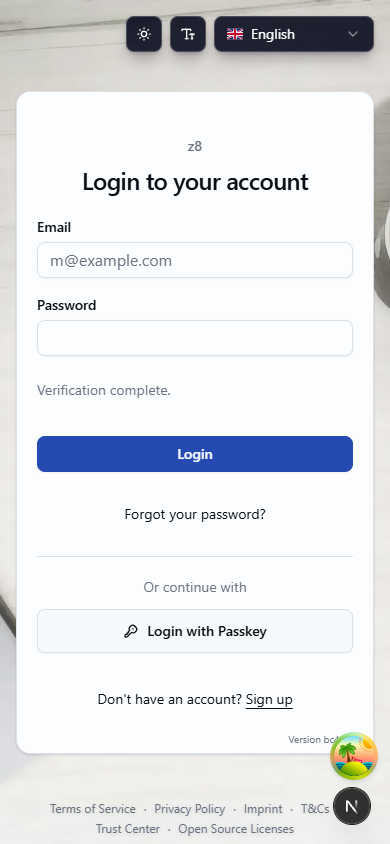 English
z8
Login to your account
Email
m@example.com
Password
Verification complete.
Login
Forgot your password?
Or continue with
Login with Passkey
Don't have an account? Sign up
Version
Terms of Service · Privacy Policy · Imprint · T&Cs
Trust Center · Open Source Licenses
N